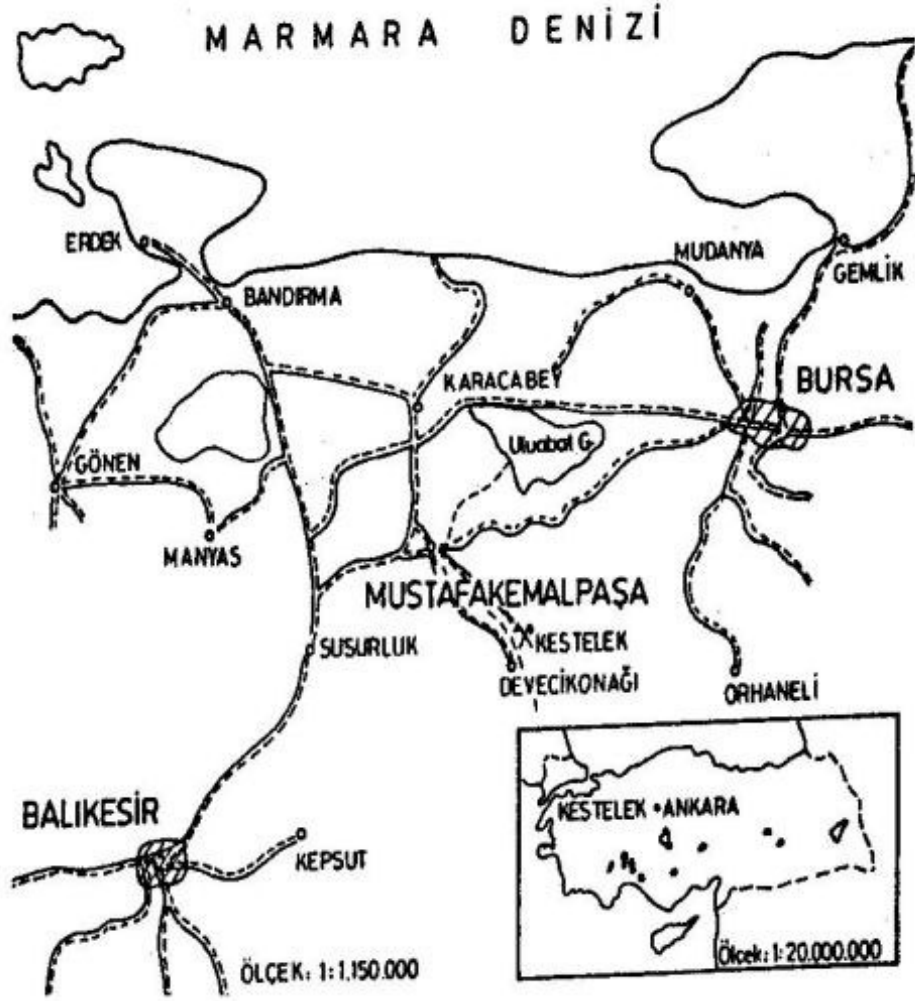 MARMARA DENİZİ
ERDEK
BANDIRMA
MUDANYA
GEMLİK
KARACABEY
BURSA
Uluabat G.
GÖNEN
MANYAS
MUSTAFAKEMALPAŞA
SUSURLUK
KESTELEK
DEVECİKONAĞI
ORHANELİ
BALIKESİR
KEPSUT
ÖLÇEK: 1:1.150.000
KESTELEK
ANKARA
Ölçek: 1:20.000.000